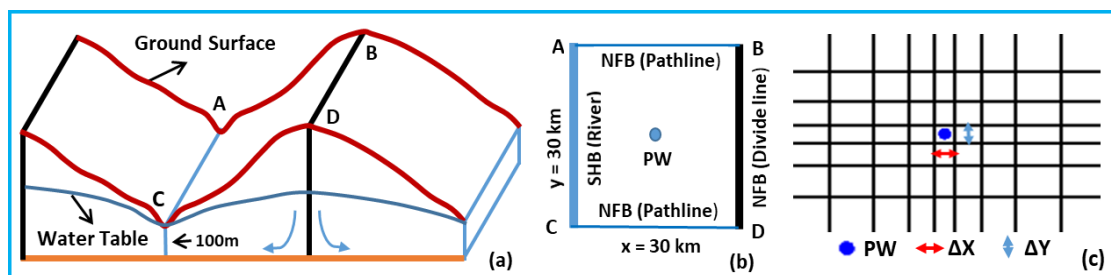 Ground Surface
A
B
D
C
Water Table
100m
(a)
A
B
NFB (Pathline)
y = 30 km
SHB (River)
PW
NFB (Divide line)
NFB (Pathline)
C
D
x = 30 km
(b)
PW
ΔX
ΔY
(c)